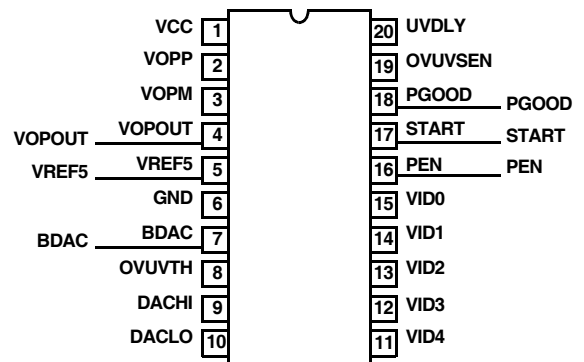 VCC 1 20 UVDLY
VOPP 2 19 OVUVSEN
VOPM 3 18 PGOOD PGOOD
VOPOUT VOPOUT 4 17 START START
VREF5 VREF5 5 16 PEN PEN
GND 6 15 VID0
BDAC BDAC 7 14 VID1
OVUVTH 8 13 VID2
DACHI 9 12 VID3
DACLO 10 11 VID4